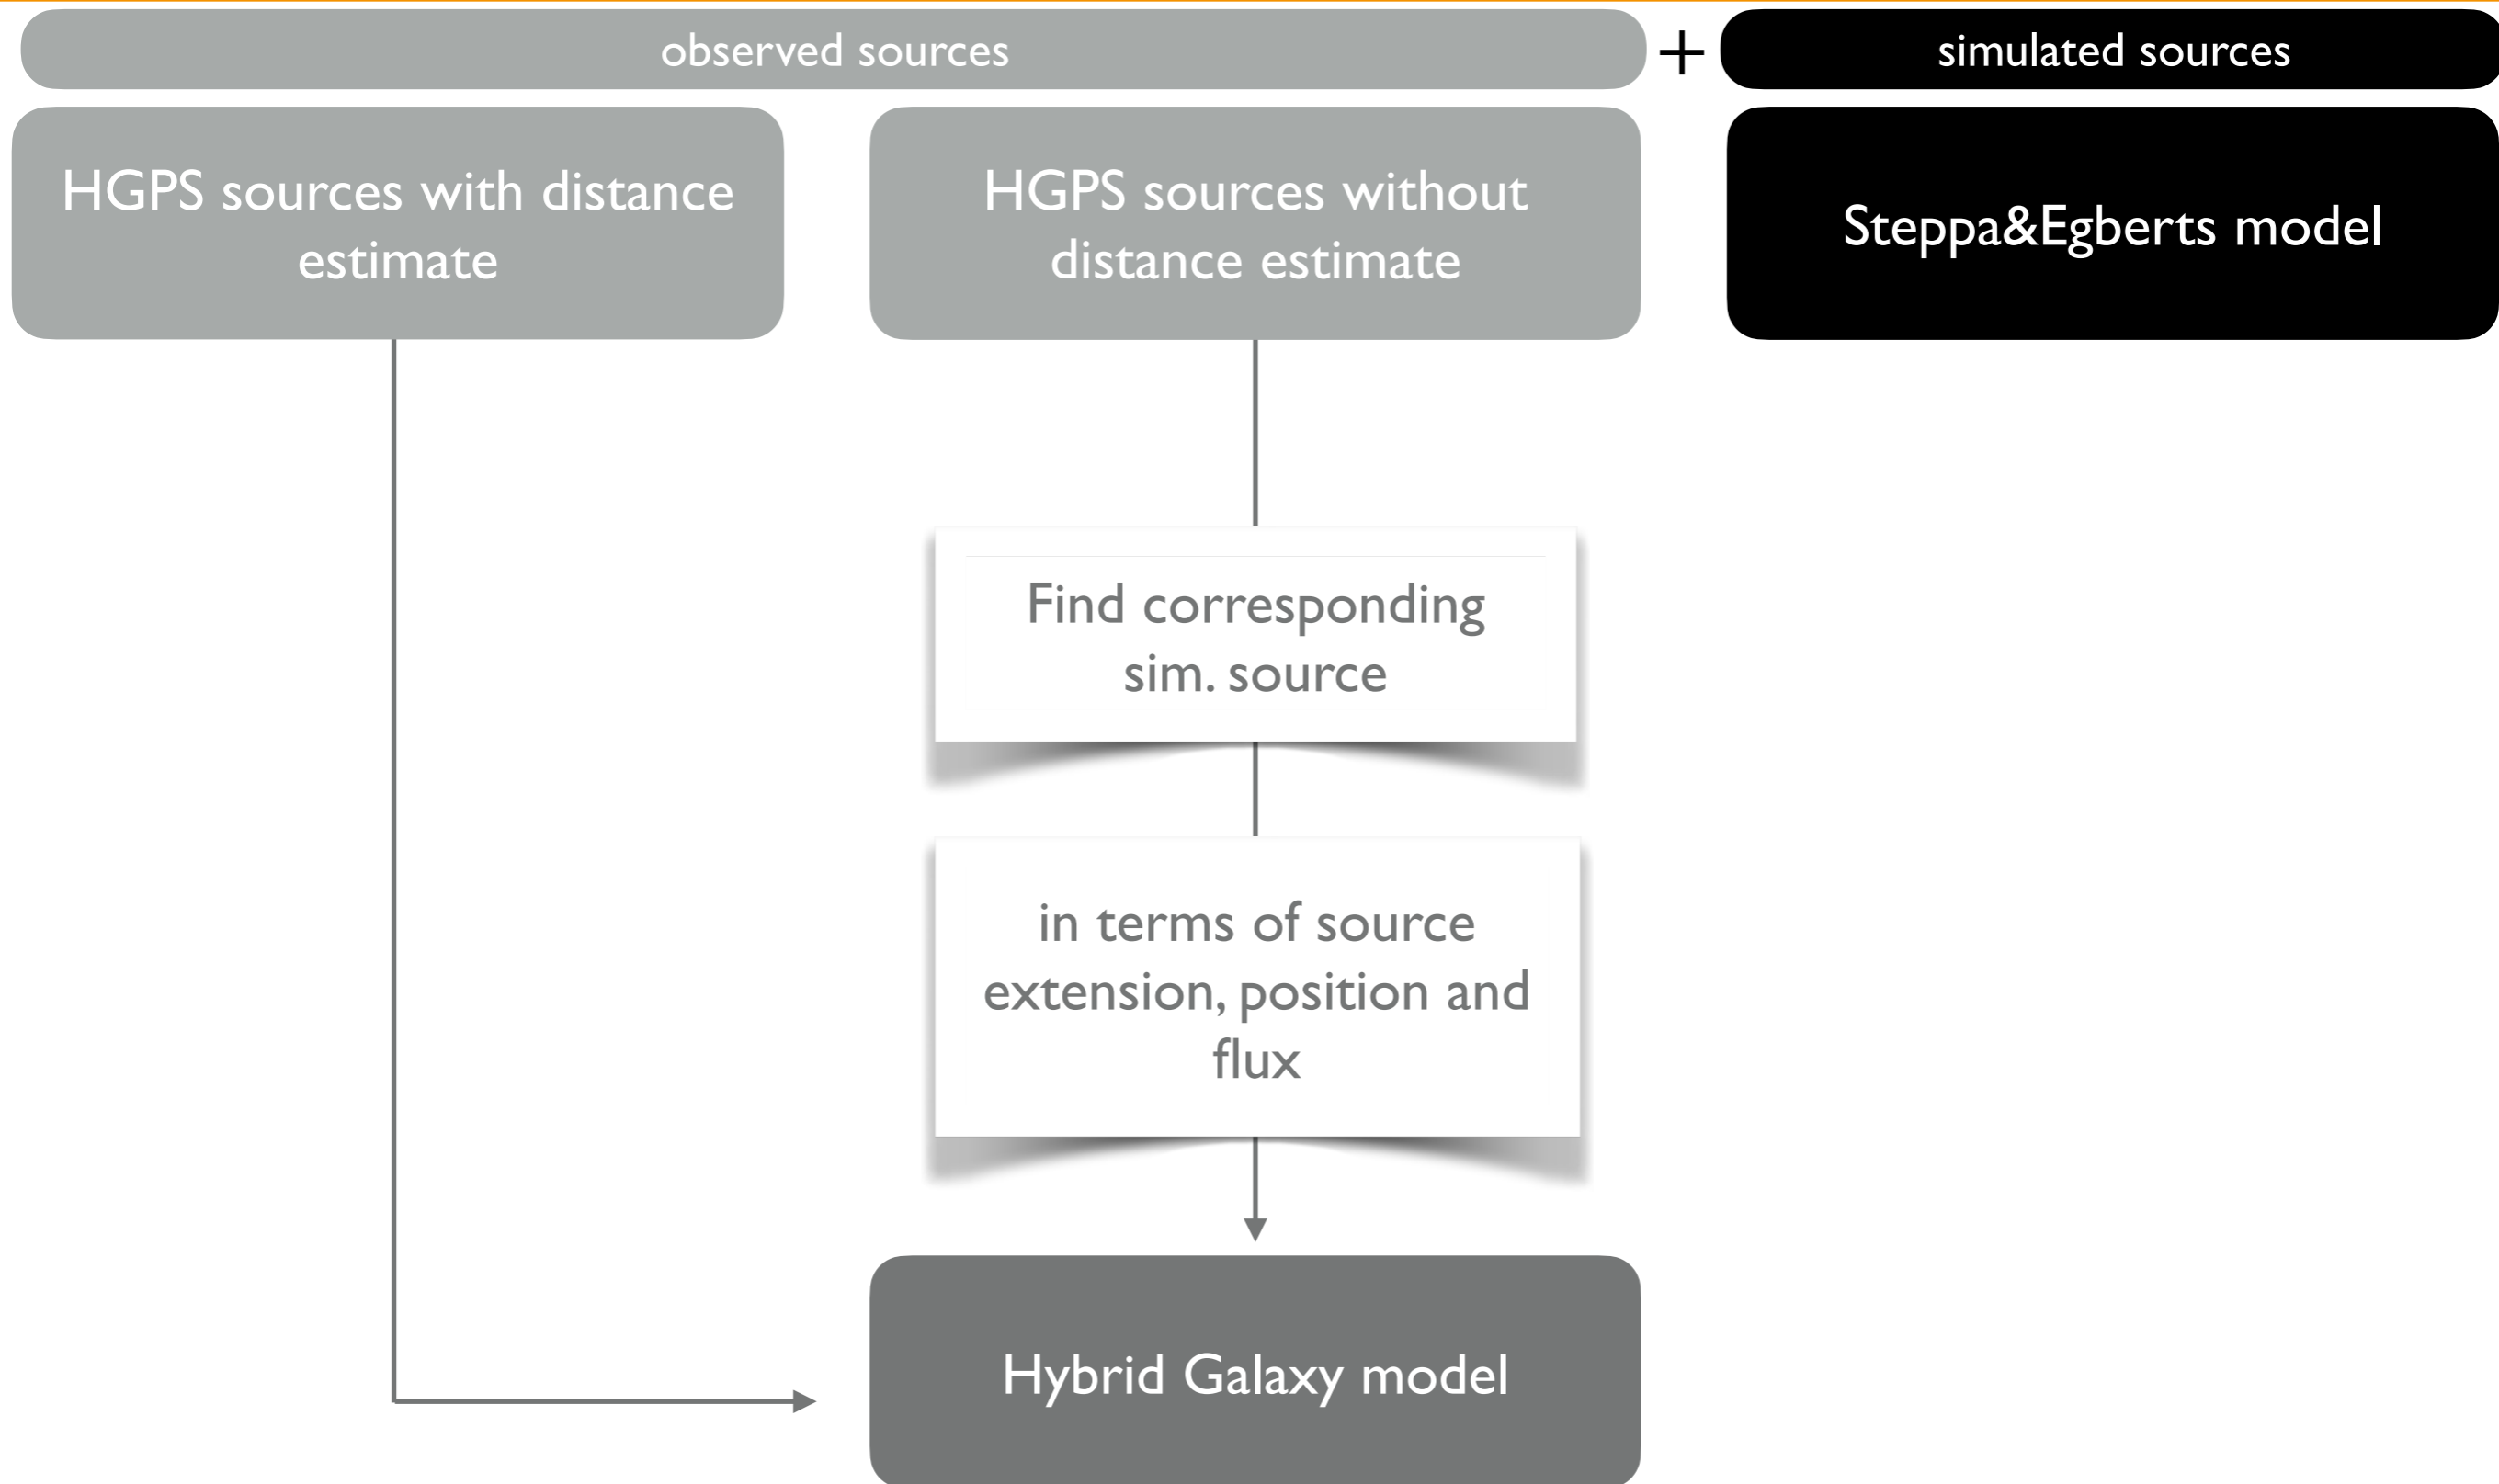 observed sources
+
simulated sources
HGPS sources with distance
estimate
HGPS sources without
distance estimate
Steppa&Egberts model
Find corresponding
sim. source
in terms of source
extension, position and
flux
Hybrid Galaxy model